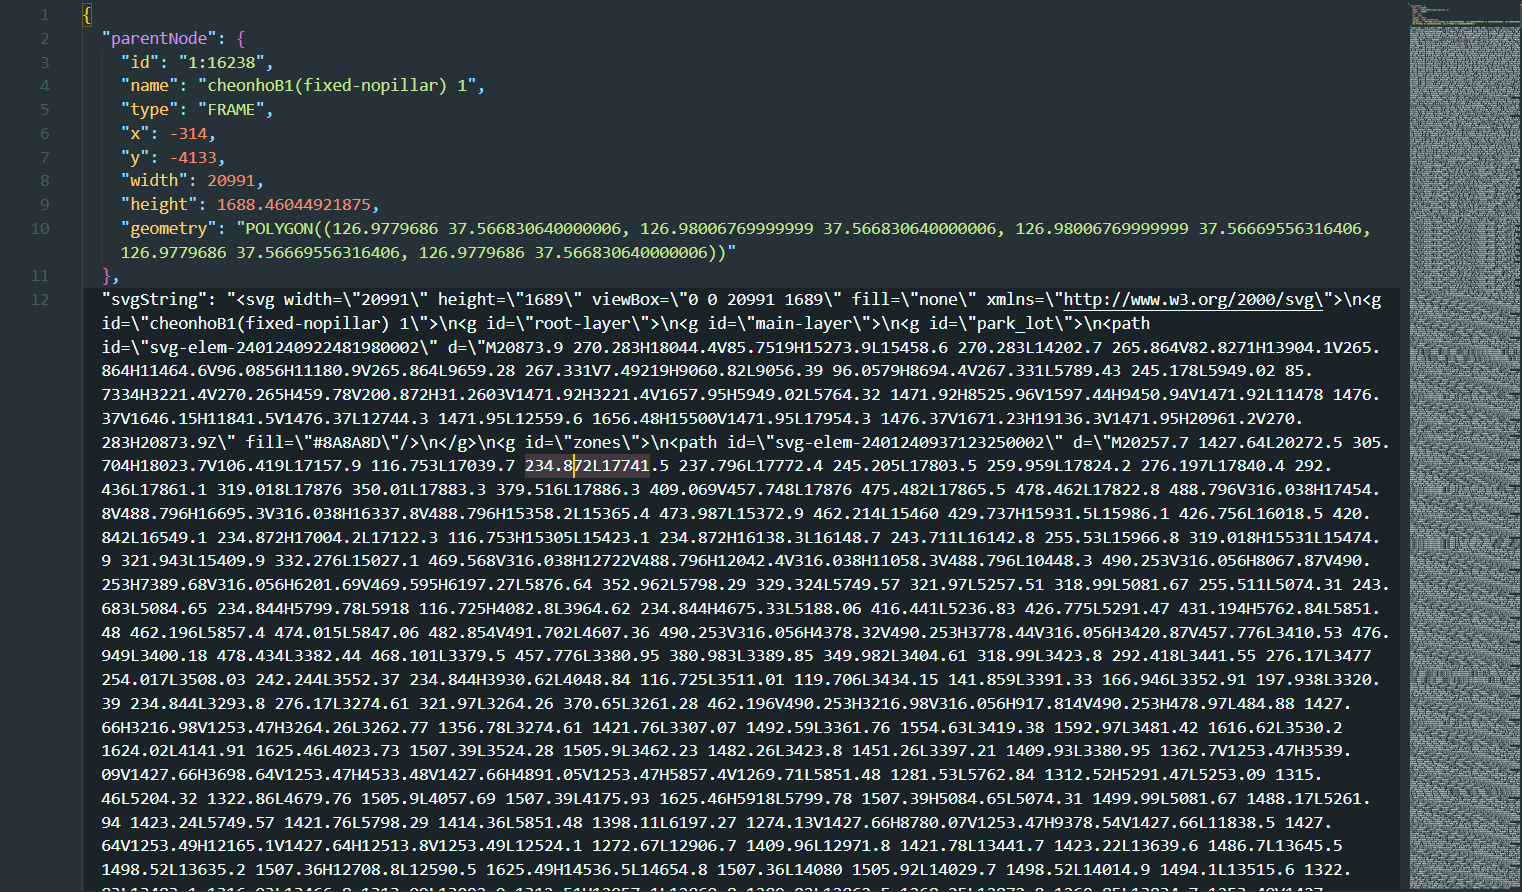 1 {
2 "parentNode": {
3 "id": "1:16238",
4 "name": "cheonhoB1(fixed-nopillar) 1",
5 "type": "FRAME",
6 "x": -314,
7 "y": -4133,
8 "width": 20991,
9 "height": 1688.46044921875,
10 "geometry": "POLYGON((126.9779686 37.566830640000006, 126.98006769999999 37.566830640000006, 126.98006769999999 37.56669556316406,
126.9779686 37.56669556316406, 126.9779686 37.566830640000006))"
11 },
12 "svgString": "<svg width=\"20991\" height=\"1689\" viewBox=\"0 0 20991 1689\" fill=\"none\" xmlns=\"http://www.w3.org/2000/svg\">\n<g
id=\"cheonhoB1(fixed-nopillar) 1\">\n<g id=\"root-layer\">\n<g id=\"main-layer\">\n<g id=\"park_lot\">\n<path
id=\"svg-elem-2401240922481980002\" d=\"M20873.9 270.283H18044.4V85.7519H15273.9L15458.6 270.283L14202.7 265.864V82.8271H13904.1V265.
864H11464.6V96.0856H11180.9V265.864L9659.28 267.331V7.49219H9060.82L9056.39 96.0579H8694.4V267.331L5789.43 245.178L5949.02 85.
7334H3221.4V270.265H459.78V200.872H31.2603V1471.92H3221.4V1657.95H5949.02L5764.32 1471.92H8525.96V1597.44H9450.94V1471.92L11478 1476.
37V1646.15H11841.5V1476.37L12744.3 1471.95L12559.6 1656.48H15500V1471.95L17954.3 1476.37V1671.23H19136.3V1471.95H20961.2V270.
283H20873.9Z\" fill=\"#8A8A8D\"/>\n</g>\n<g id=\"zones\">\n<path id=\"svg-elem-2401240937123250002\" d=\"M20257.7 1427.64L20272.5 305.
704H18023.7V106.419L17157.9 116.753L17039.7 234.872L17741.5 237.796L17772.4 245.205L17803.5 259.959L17824.2 276.197L17840.4 292.
436L17861.1 319.018L17876 350.01L17883.3 379.516L17886.3 409.069V457.748L17876 475.482L17865.5 478.462L17822.8 488.796V316.038H17454.
8V488.796H16695.3V316.038H16337.8V488.796H15358.2L15365.4 473.987L15372.9 462.214L15460 429.737H15931.5L15986.1 426.756L16018.5 420.
842L16549.1 234.872H17004.2L17122.3 116.753H15305L15423.1 234.872H16138.3L16148.7 243.711L16142.8 255.53L15966.8 319.018H15531L15474.
9 321.943L15409.9 332.276L15027.1 469.568V316.038H12722V488.796H12042.4V316.038H11058.3V488.796L10448.3 490.253V316.056H8067.87V490.
253H7389.68V316.056H6201.69V469.595H6197.27L5876.64 352.962L5798.29 329.324L5749.57 321.97L5257.51 318.99L5081.67 255.511L5074.31 243.
683L5084.65 234.844H5799.78L5918 116.725H4082.8L3964.62 234.844H4675.33L5188.06 416.441L5236.83 426.775L5291.47 431.194H5762.84L5851.
48 462.196L5857.4 474.015L5847.06 482.854V491.702L4607.36 490.253V316.056H4378.32V490.253H3778.44V316.056H3420.87V457.776L3410.53 476.
949L3400.18 478.434L3382.44 468.101L3379.5 457.776L3380.95 380.983L3389.85 349.982L3404.61 318.99L3423.8 292.418L3441.55 276.17L3477
254.017L3508.03 242.244L3552.37 234.844H3930.62L4048.84 116.725L3511.01 119.706L3434.15 141.859L3391.33 166.946L3352.91 197.938L3320.
39 234.844L3293.8 276.17L3274.61 321.97L3264.26 370.65L3261.28 462.196V490.253H3216.98V316.056H917.814V490.253H478.97L484.88 1427.
66H3216.98V1253.47H3264.26L3262.77 1356.78L3274.61 1421.76L3307.07 1492.59L3361.76 1554.63L3419.38 1592.97L3481.42 1616.62L3530.2
1624.02L4141.91 1625.46L4023.73 1507.39L3524.28 1505.9L3462.23 1482.26L3423.8 1451.26L3397.21 1409.93L3380.95 1362.7V1253.47H3539.
09V1427.66H3698.64V1253.47H4533.48V1427.66H4891.05V1253.47H5857.4V1269.71L5851.48 1281.53L5762.84 1312.52H5291.47L5253.09 1315.
46L5204.32 1322.86L4679.76 1505.9L4057.69 1507.39L4175.93 1625.46H5918L5799.78 1507.39H5084.65L5074.31 1499.99L5081.67 1488.17L5261.
94 1423.24L5749.57 1421.76L5798.29 1414.36L5851.48 1398.11L6197.27 1274.13V1427.66H8780.07V1253.47H9378.54V1427.66L11838.5 1427.
64V1253.49H12165.1V1427.64H12513.8V1253.49L12524.1 1272.67L12906.7 1409.96L12971.8 1421.78L13441.7 1423.22L13639.6 1486.7L13645.5
1498.52L13635.2 1507.36H12708.8L12590.5 1625.49H14536.5L14654.8 1507.36L14080 1505.92L14029.7 1498.52L14014.9 1494.1L13515.6 1322.